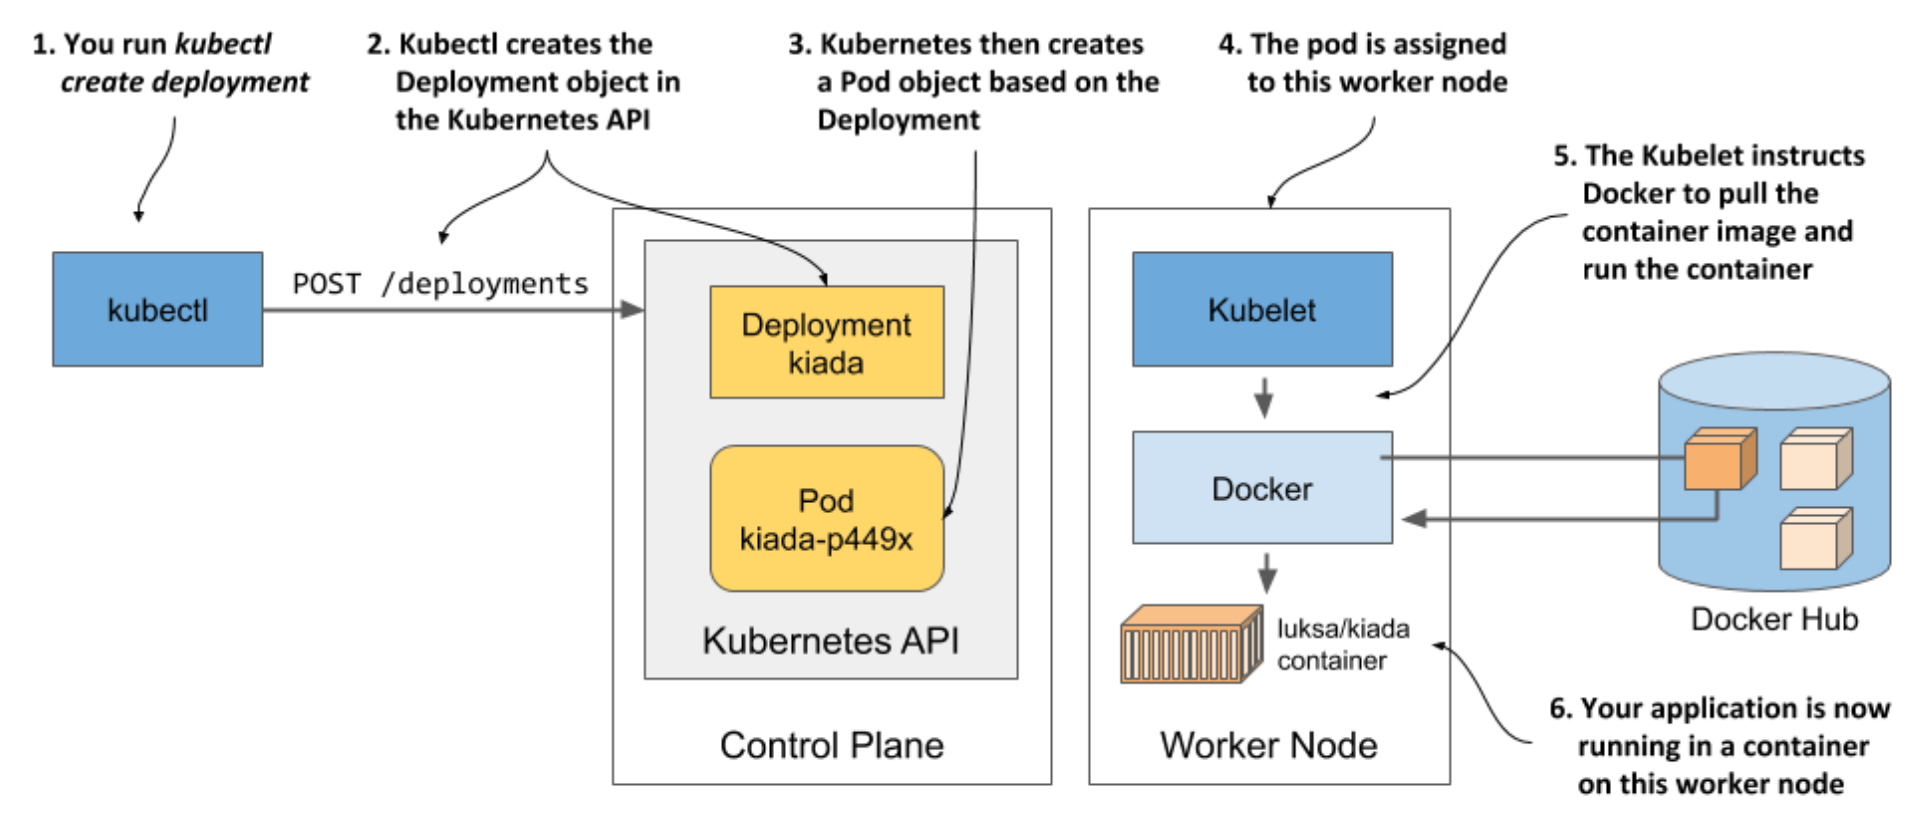 1. You run kubectl
create deployment
2. Kubectl creates the
Deployment object in
the Kubernetes API
3. Kubernetes then creates
a Pod object based on the
Deployment
4. The pod is assigned
to this worker node
5. The Kubelet instructs
Docker to pull the
container image and
run the container
kubectl
POST /deployments
Deployment
kiada
Pod
kiada-p449x
Kubernetes API
Control Plane
Kubelet
Docker
luksa/kiada
container
Worker Node
Docker Hub
6. Your application is now
running in a container
on this worker node